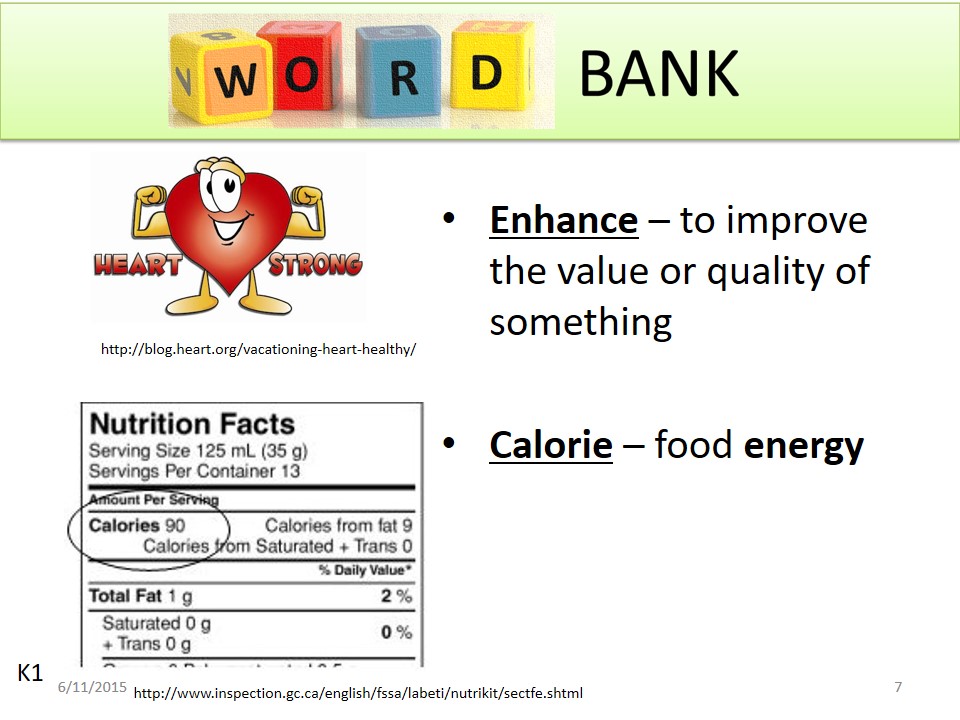 WORD BANK
HEART STRONG
http://blog.heart.org/vacationing-heart-healthy/
• Enhance – to improve
the value or quality of
something
• Calorie – food energy
Nutrition Facts
Serving Size 125 mL (35 g)
Servings Per Container 13
Amount Per Serving
Calories 90 Calories from fat 9
Calories from Saturated + Trans 0
% Daily Value*
Total Fat 1 g 2 %
Saturated 0 g
+ Trans 0 g 0 %
K1
6/11/2015 http://www.inspection.gc.ca/english/fssa/labeti/nutrikit/sectfe.shtml 7